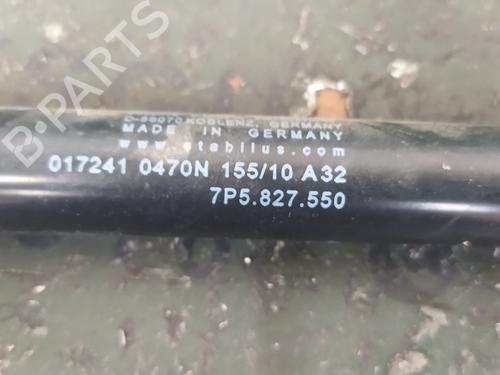 D-56070 KOBLENZ, GERMANY
MADE IN GERMANY
www.stabilus.com
017241 0470N 155/10 A32
7P5.827.550
B-PARTS